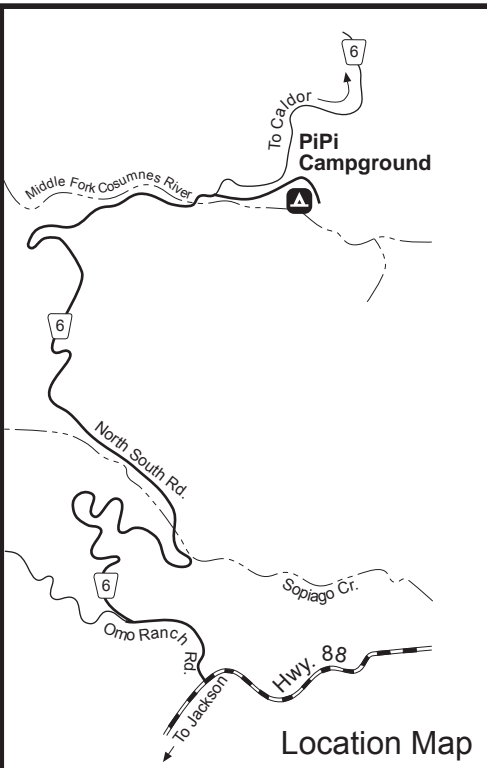 6
To Caldor
PiPi
Campground
Middle Fork Cosumnes River
6
North South Rd.
6
Sopiago Cr.
Omo Ranch Rd.
Hwy. 88
To Jackson
Location Map